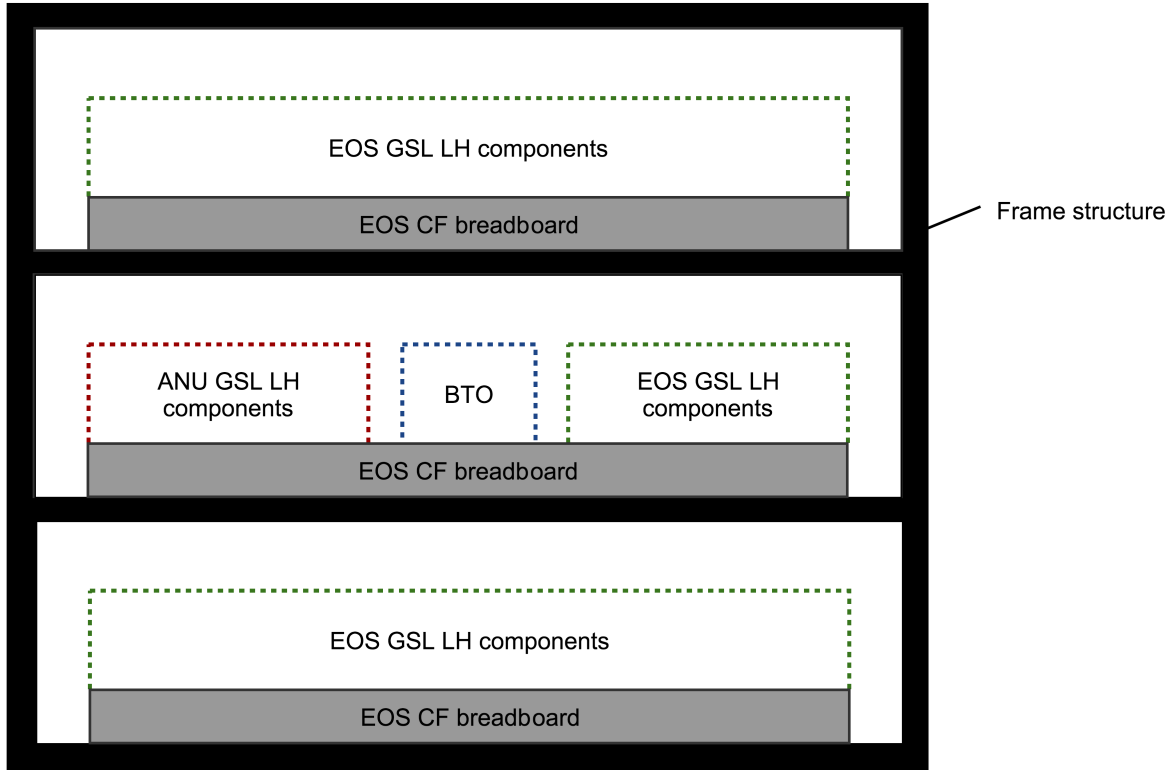 EOS GSL LH components
EOS CF breadboard
Frame structure
ANU GSL LH
components
BTO
EOS GSL LH
components
EOS CF breadboard
EOS GSL LH components
EOS CF breadboard